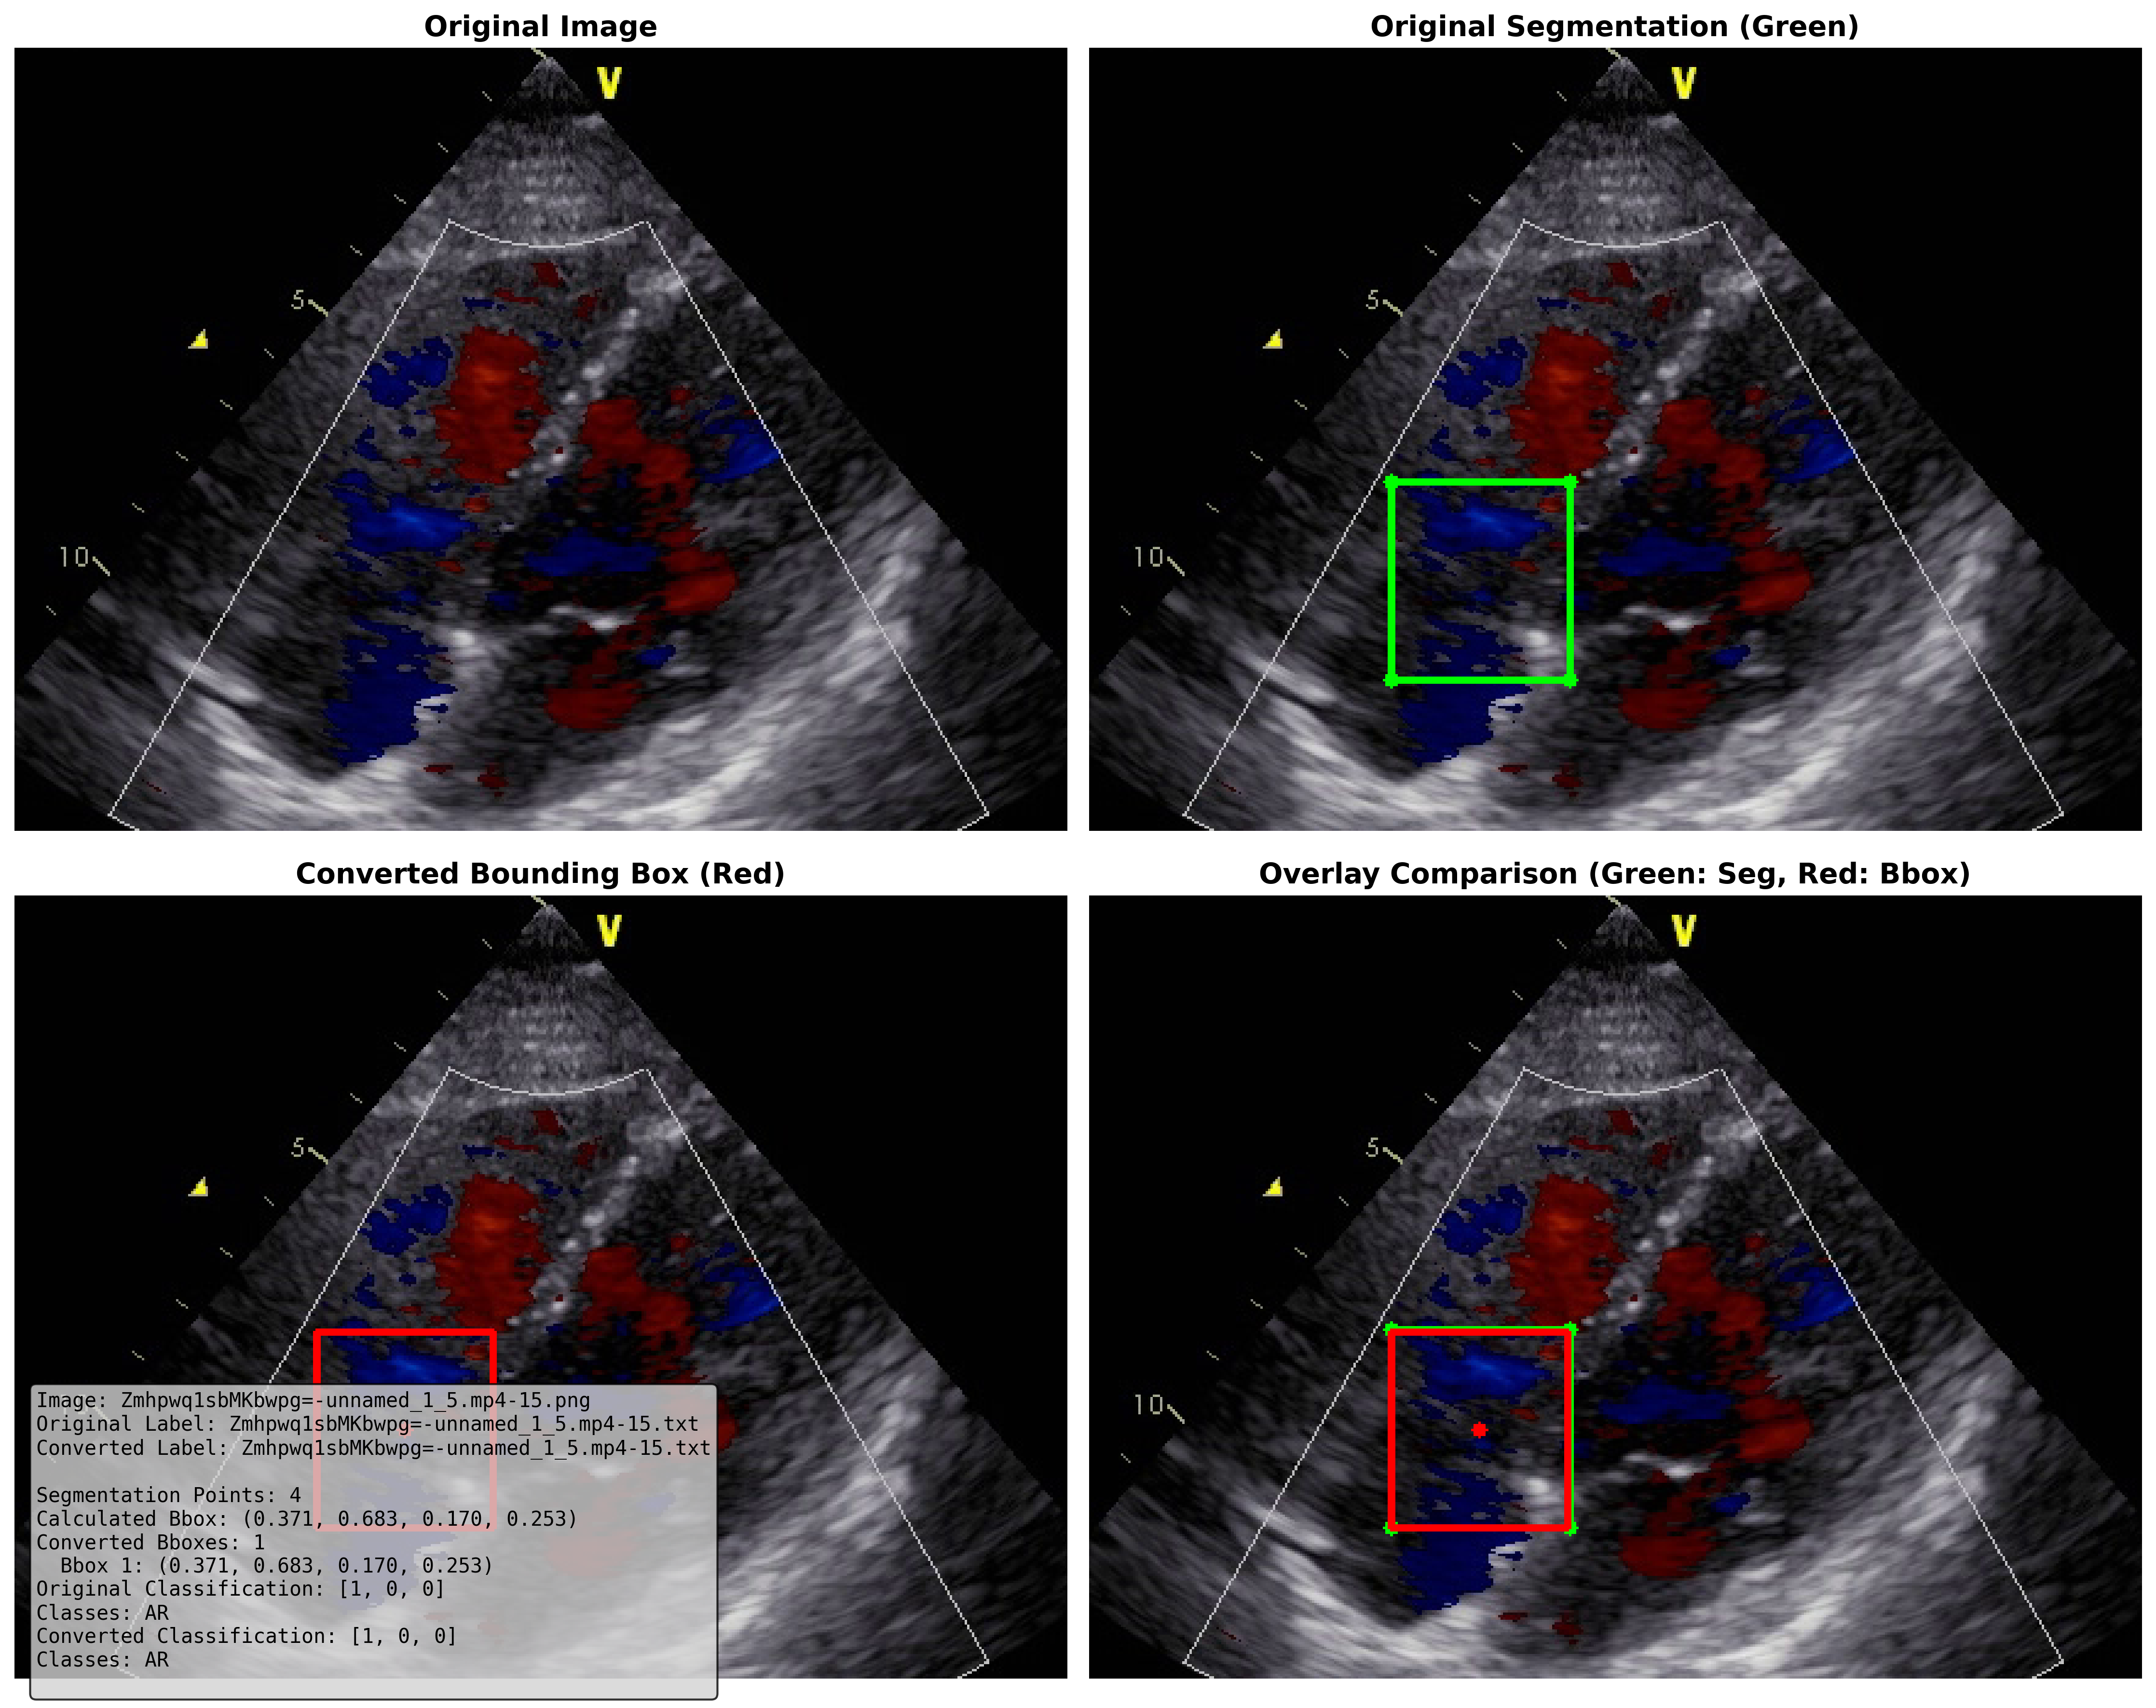 Original Image
Original Segmentation (Green)
V
5
10
V
5
10
Converted Bounding Box (Red)
Overlay Comparison (Green: Seg, Red: Bbox)
V
5
V
5
10
Image: Zmhpwq1sbMKbwpg=-unnamed_1_5.mp4-15.png
Original Label: Zmhpwq1sbMKbwpg=-unnamed_1_5.mp4-15.txt
Converted Label: Zmhpwq1sbMKbwpg=-unnamed_1_5.mp4-15.txt
Segmentation Points: 4
Calculated Bbox: (0.371, 0.683, 0.170, 0.253)
Converted Bboxes: 1
Bbox 1: (0.371, 0.683, 0.170, 0.253)
Original Classification: [1, 0, 0]
Classes: AR
Converted Classification: [1, 0, 0]
Classes: AR